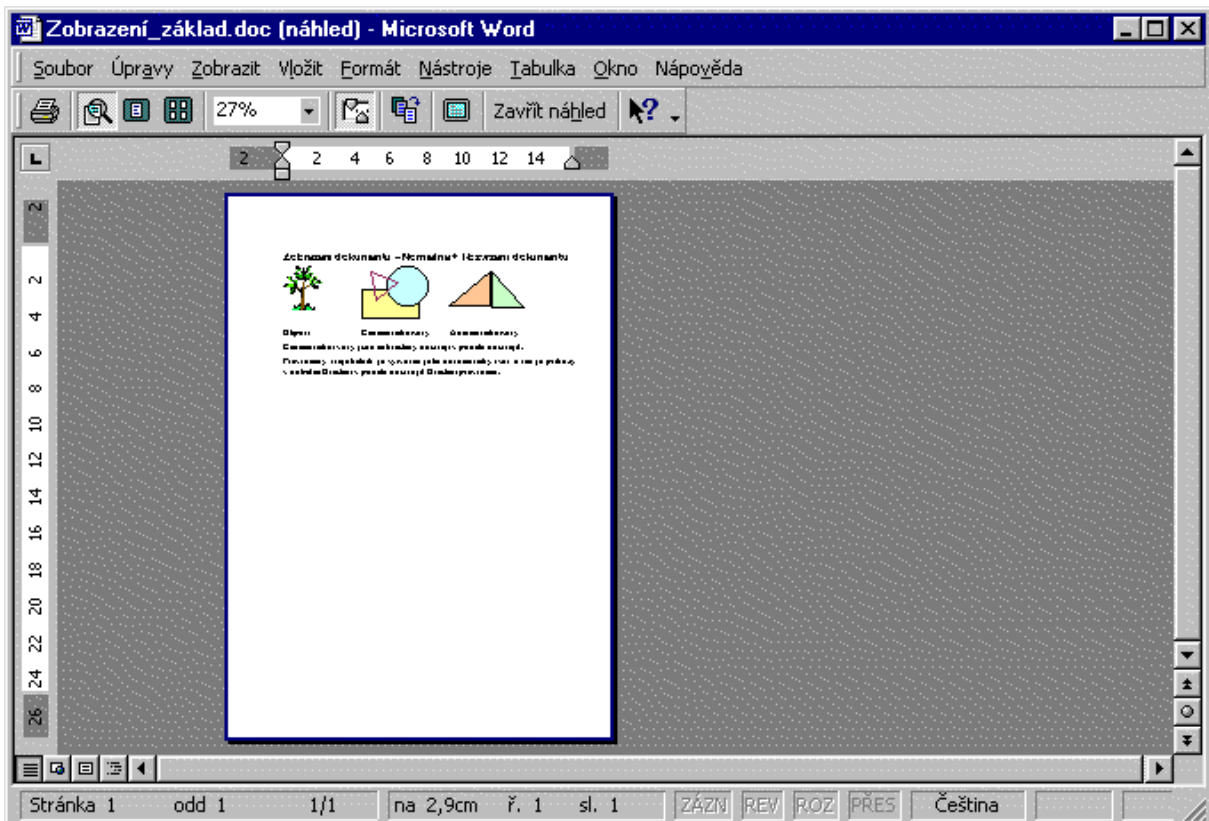 Zobrazení_základ.doc (náhled) - Microsoft Word
Soubor Úpravy Zobrazit Vložit Formát Nástroje Tabulka Okno Nápověda
27% Zavřít náhled
2 2 4 6 8 10 12 14
2
2
4
6
8
10
12
14
16
18
20
22
24
26
Zobrazení dokumentu
Stránka 1 odd 1 1/1 na 2,9cm ř. 1 sl. 1 ZÁZN REV ROZ PŘES Čeština